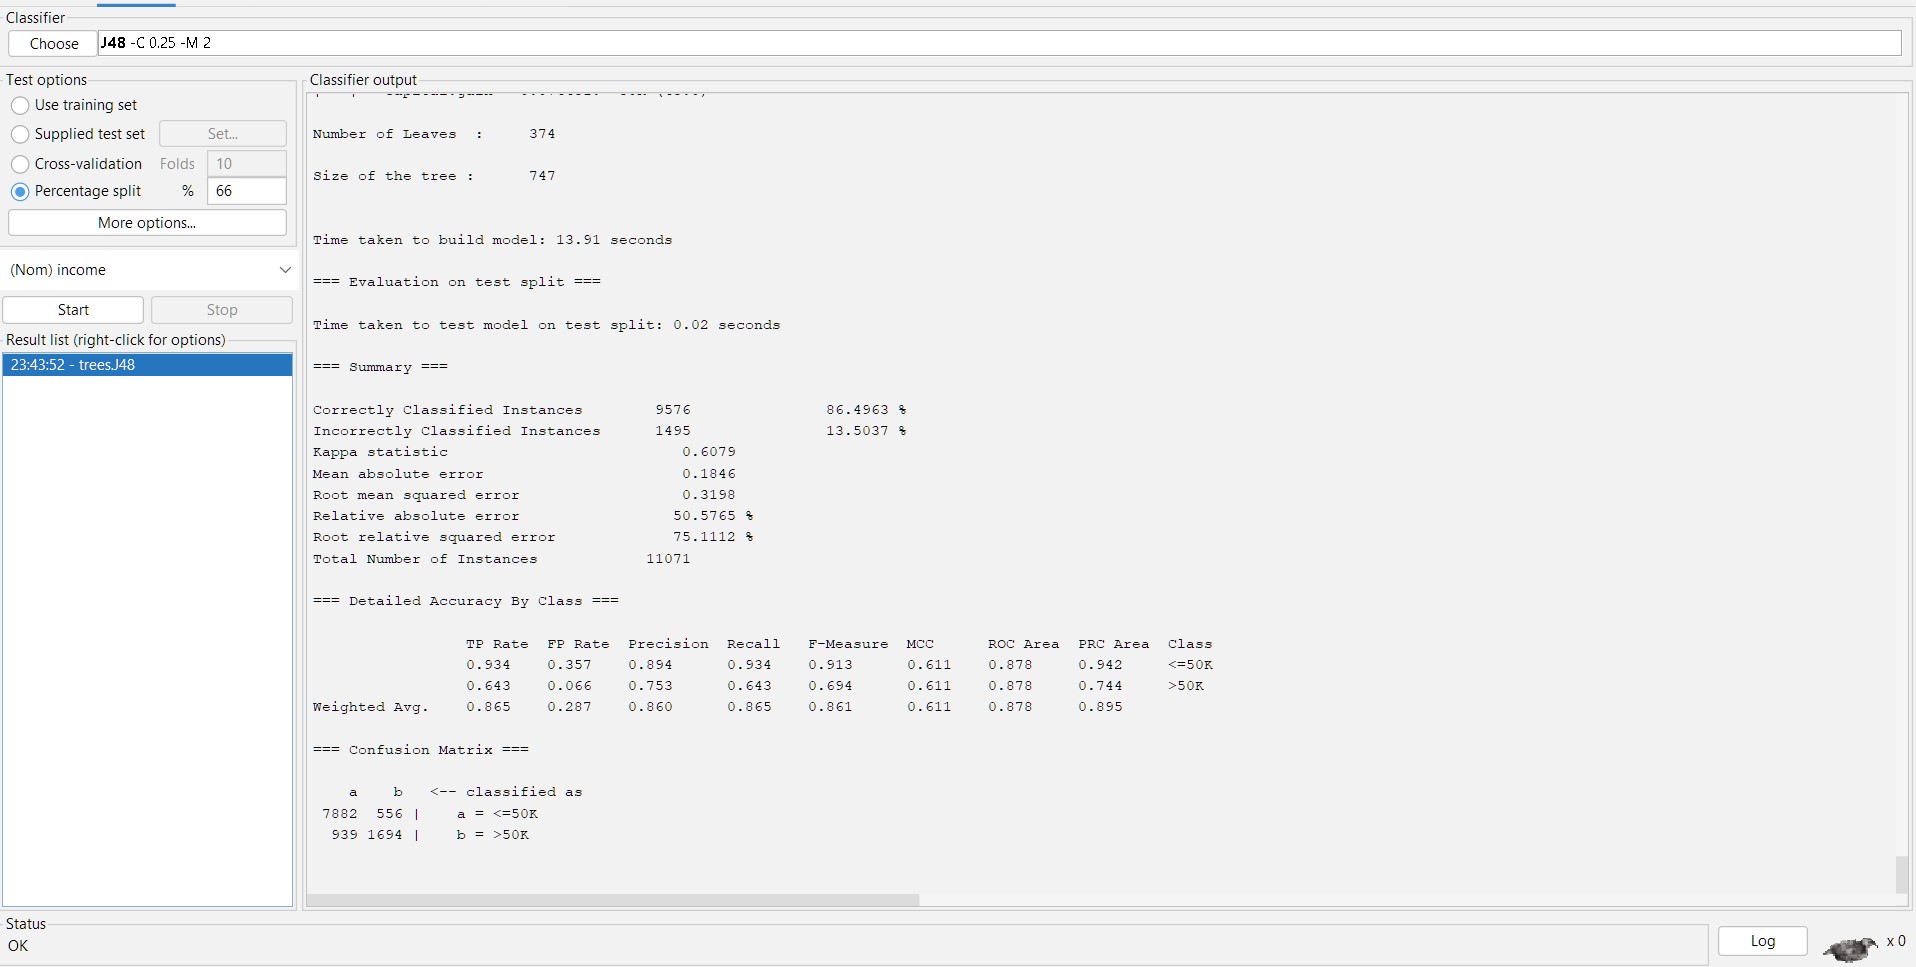 Classifier
Choose J48 -C 0.25 -M 2
Test options
Use training set
Supplied test set Set...
Cross-validation Folds 10
Percentage split % 66
More options...
(Nom) income
Start Stop
Result list (right-click for options)
23:43:52 - trees.J48
Classifier output
Number of Leaves  :     374
Size of the tree :      747
Time taken to build model: 13.91 seconds
=== Evaluation on test split ===
Time taken to test model on test split: 0.02 seconds
=== Summary ===
Correctly Classified Instances        9576               86.4963 %
Incorrectly Classified Instances      1495               13.5037 %
Kappa statistic                          0.6079
Mean absolute error                      0.1846
Root mean squared error                  0.3198
Relative absolute error                 50.5765 %
Root relative squared error             75.1112 %
Total Number of Instances            11071
=== Detailed Accuracy By Class ===
TP Rate  FP Rate  Precision  Recall   F-Measure  MCC      ROC Area  PRC Area  Class
0.934    0.357    0.894      0.934    0.913      0.611    0.878     0.942     <=50K
0.643    0.066    0.753      0.643    0.694      0.611    0.878     0.744     >50K
Weighted Avg.    0.865    0.287    0.860      0.865    0.861      0.611    0.878     0.895
=== Confusion Matrix ===
a    b   <-- classified as
7882  556 |    a = <=50K
939 1694 |    b = >50K
Status
OK
Log
x 0